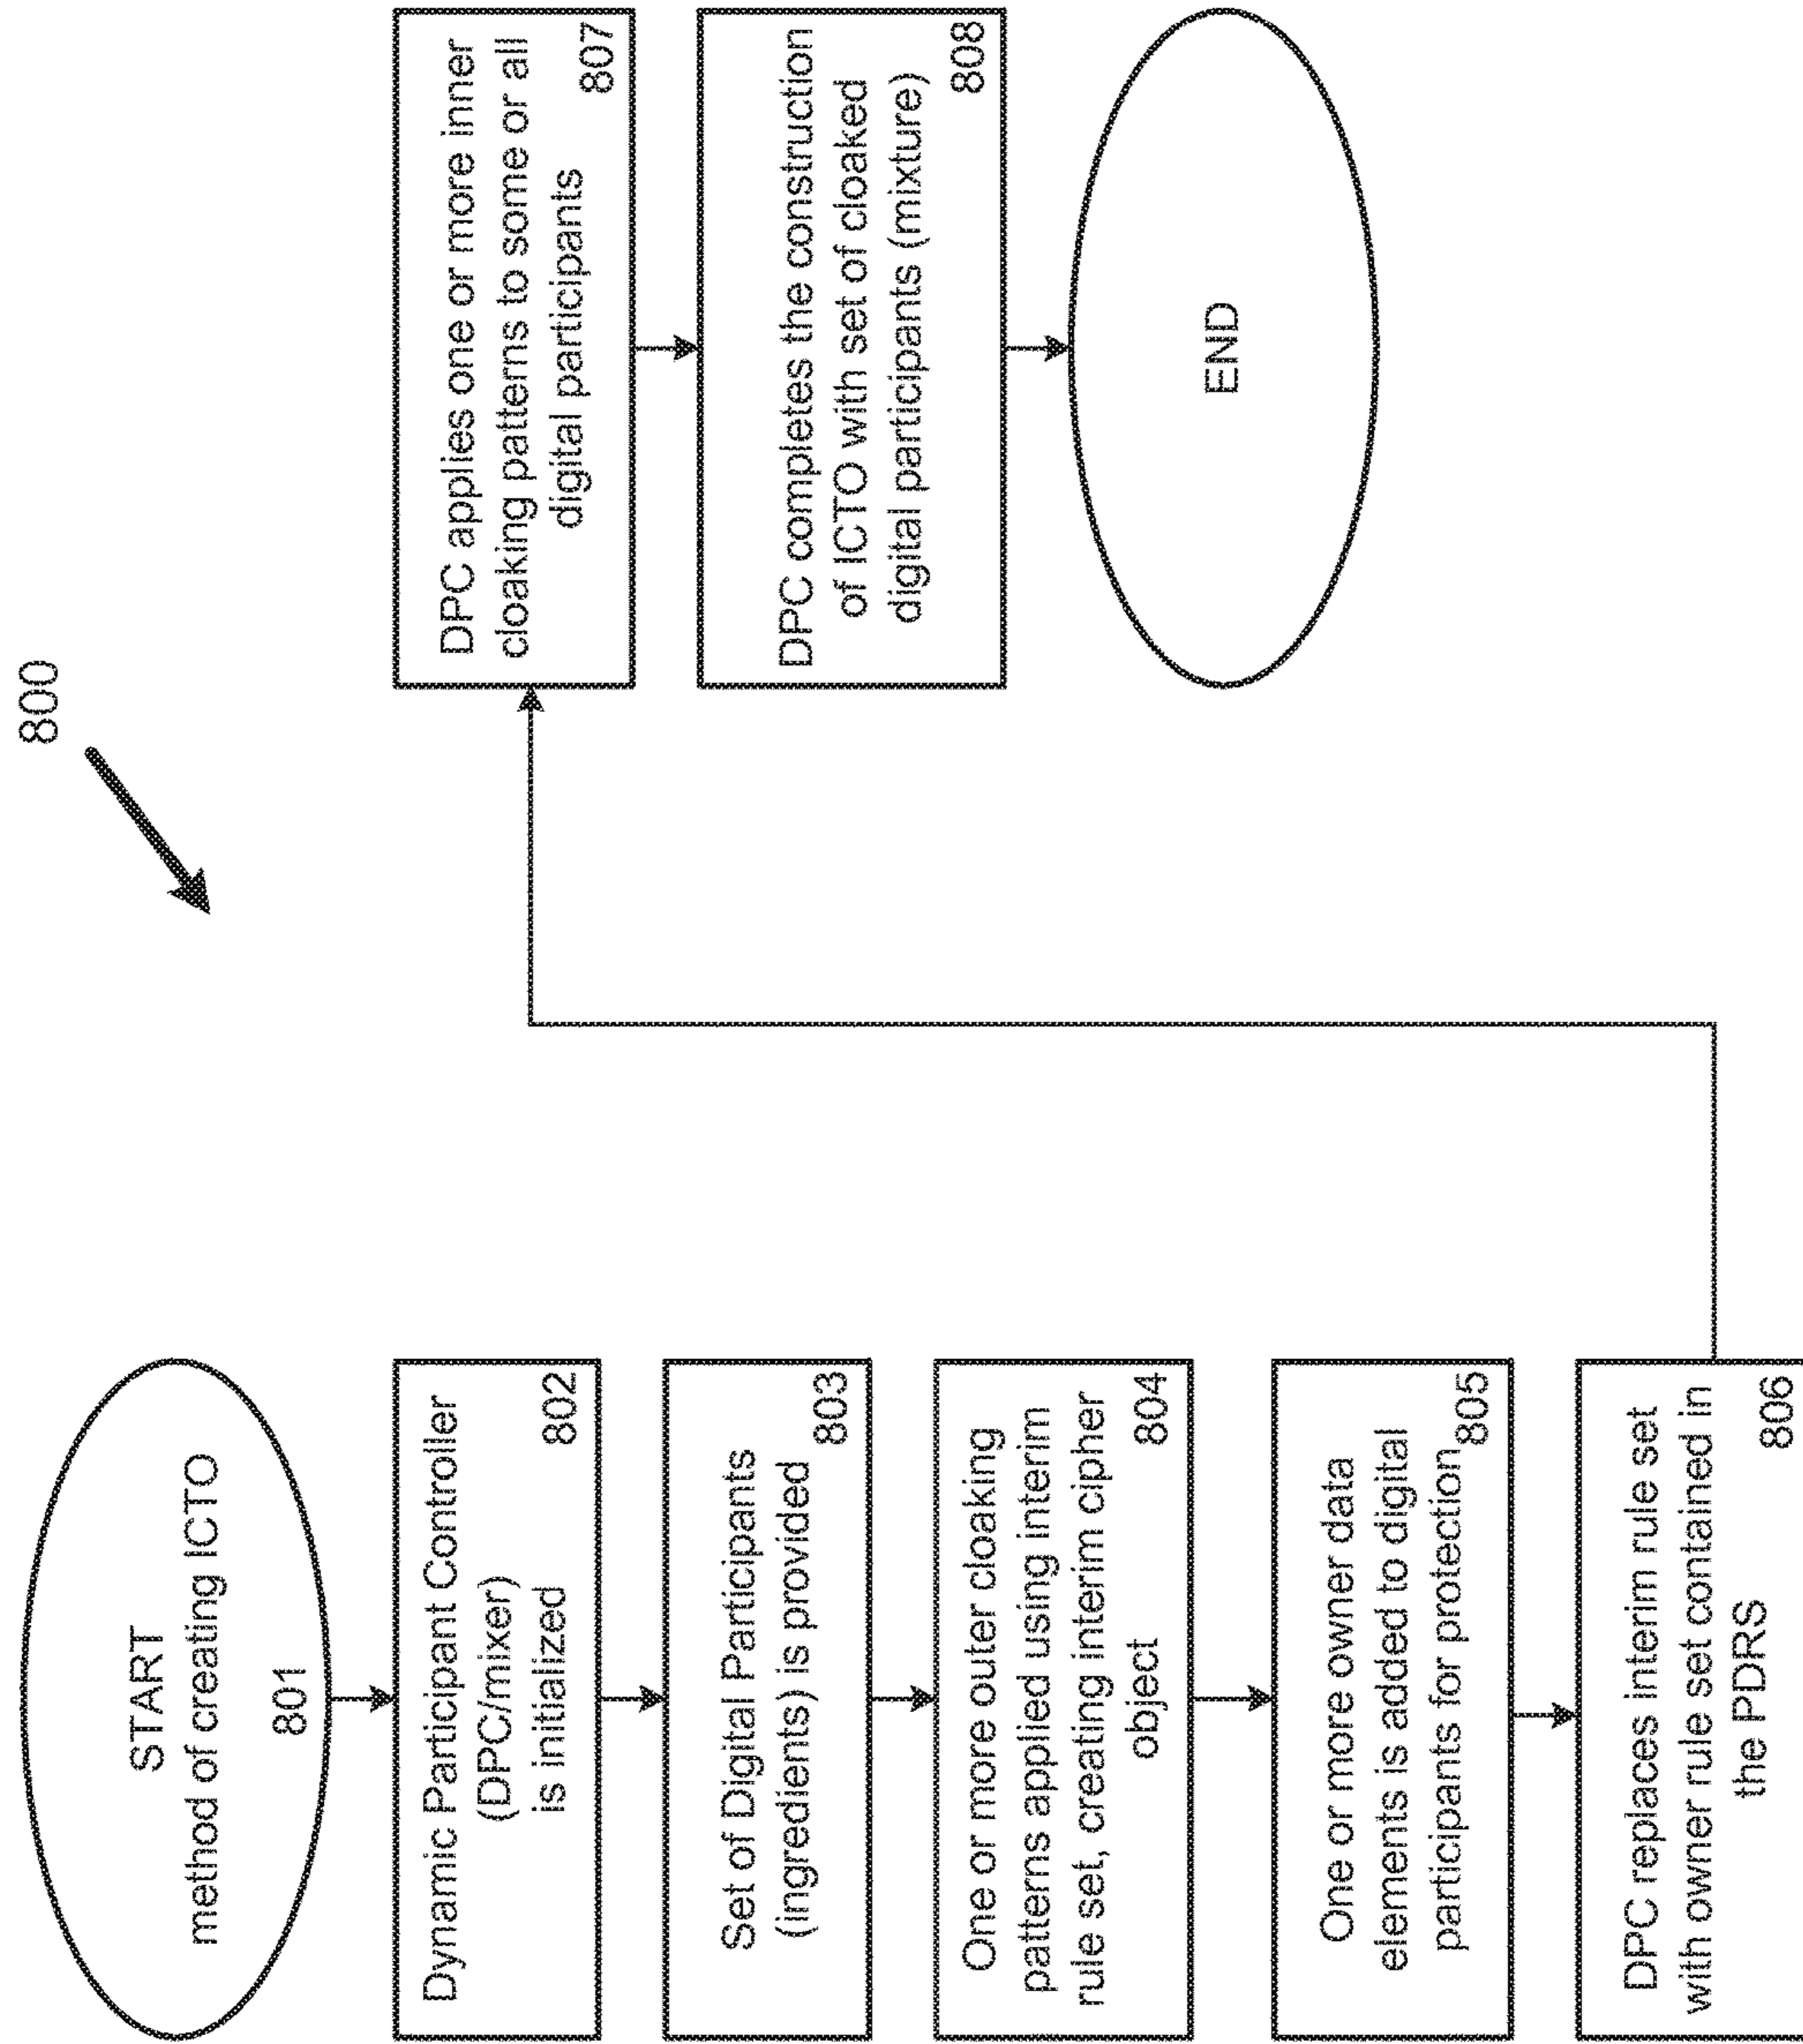 800
START
method of creating ICTO
801
Dynamic Participant Controller
(DPC/mixer)
is initialized
802
Set of Digital Participants
(ingredients) is provided
803
One or more outer cloaking
patterns applied using interim
rule set, creating interim cipher
object
804
One or more owner data
elements is added to digital
participants for protection
805
DPC replaces interim rule set
with owner rule set contained in
the PDRS
806
DPC applies one or more inner
cloaking patterns to some or all
digital participants
807
DPC completes the construction
of ICTO with set of cloaked
digital participants (mixture)
808
END